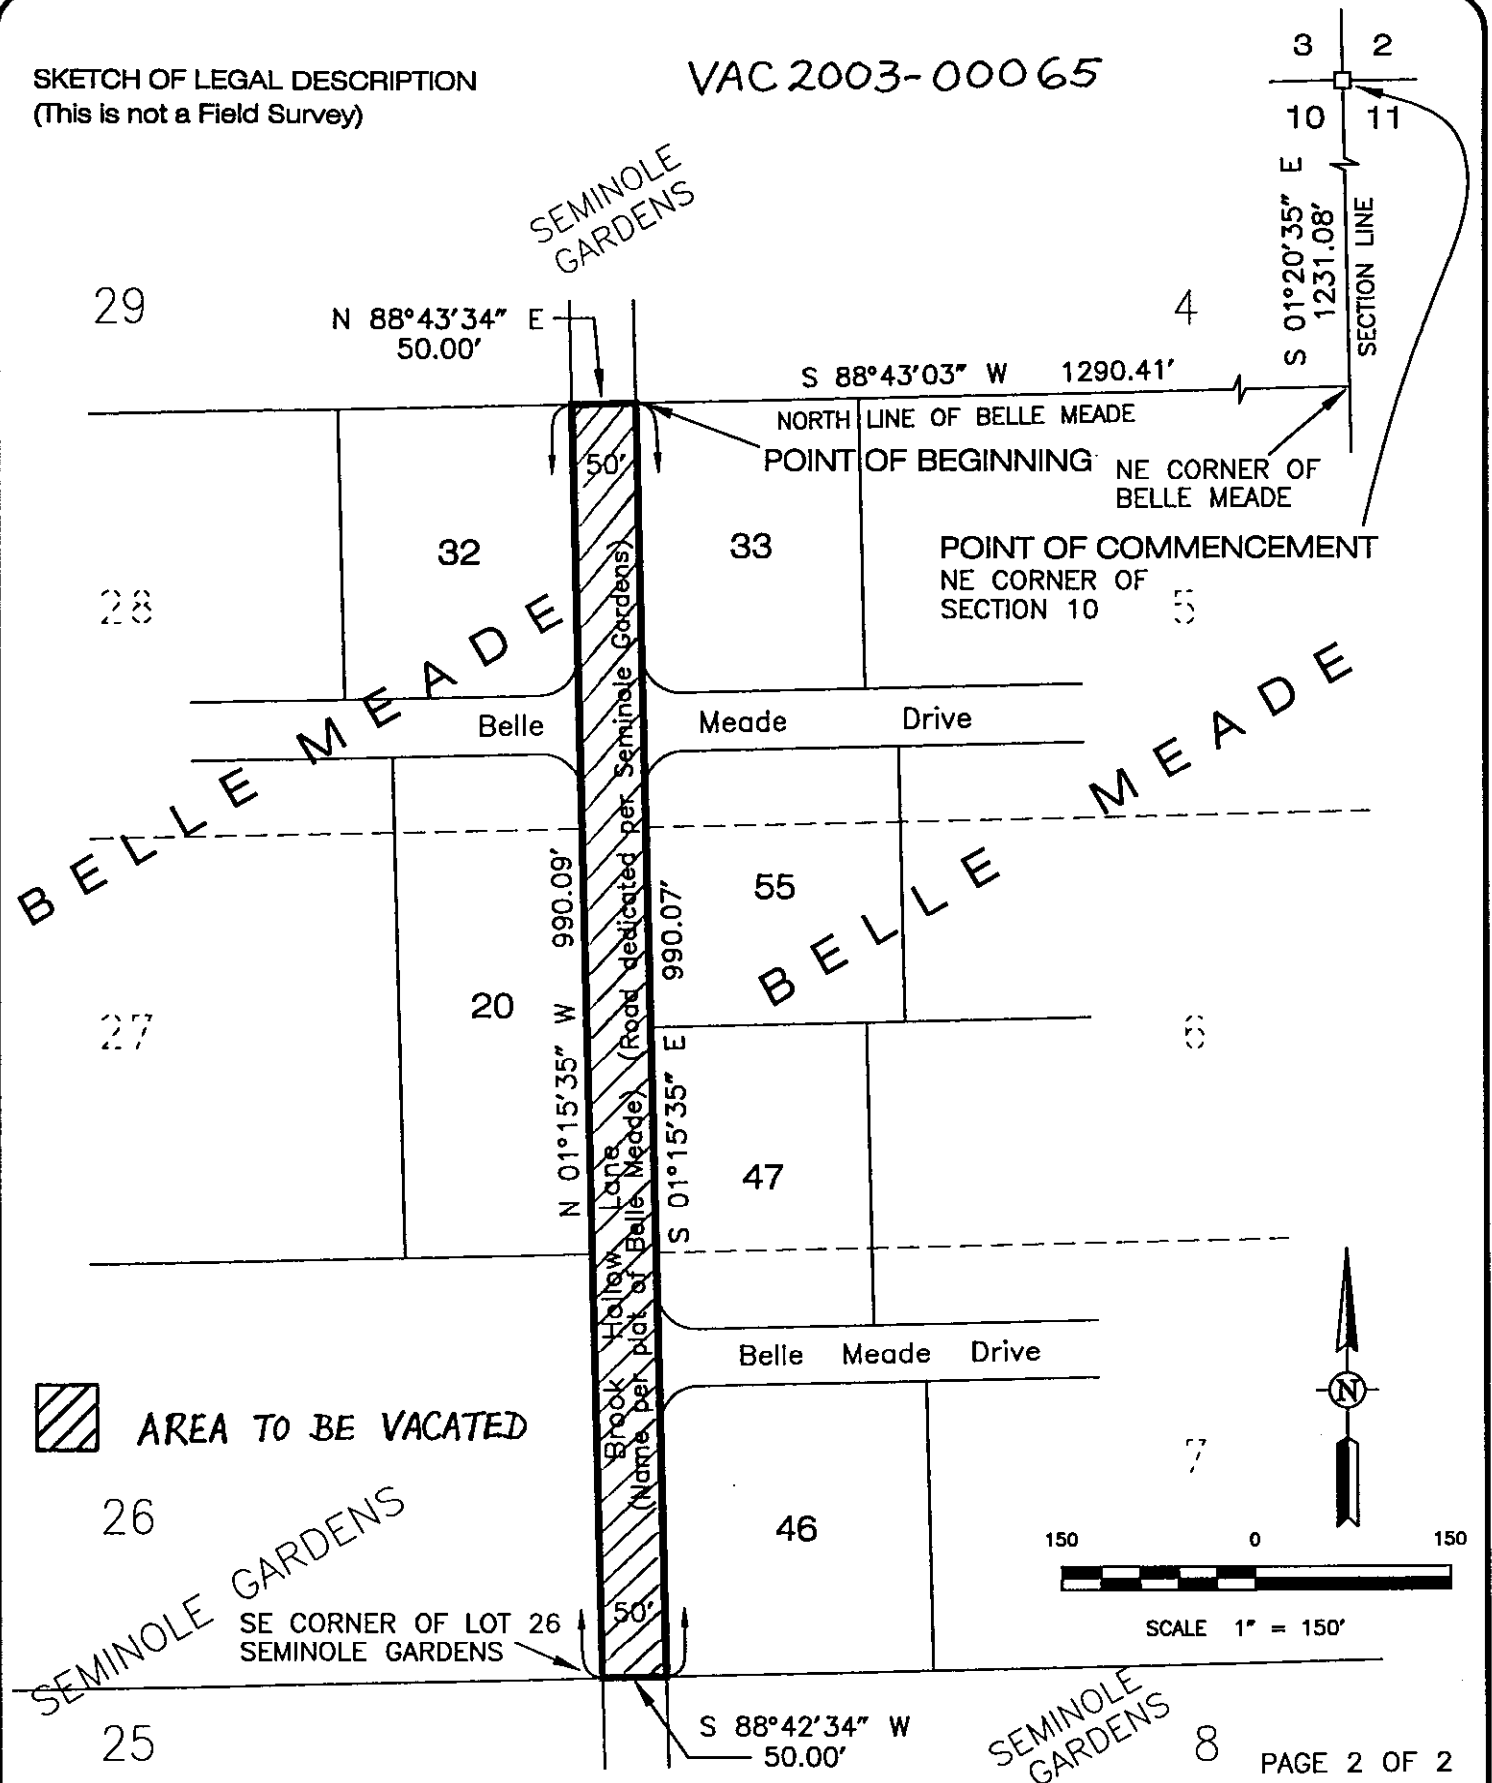 SKETCH OF LEGAL DESCRIPTION
(This is not a Field Survey)
VAC 2003-00065
3 2
10 11
S 01°20'35" E
1231.08'
SECTION LINE
SEMINOLE
GARDENS
29
N 88°43'34" E
50.00'
4
S 88°43'03" W 1290.41'
NORTH LINE OF BELLE MEADE
POINT OF BEGINNING
NE CORNER OF
BELLE MEADE
50'
32
33
POINT OF COMMENCEMENT
NE CORNER OF
SECTION 10
28
5
BELLE MEADE
BELLE MEADE
Belle Meade Drive
990.09'
N 01°15'35" W
990.07'
S 01°15'35" E
(Road dedicated per Seminole Gardens)
Brook Hollow Lane
(Name per plat of Belle Meade)
55
20
27
6
47
Belle Meade Drive
AREA TO BE VACATED
N
26
7
46
SEMINOLE GARDENS
150 0 150
SCALE 1" = 150'
50'
SE CORNER OF LOT 26
SEMINOLE GARDENS
25
S 88°42'34" W
50.00'
SEMINOLE
GARDENS
8
PAGE 2 OF 2